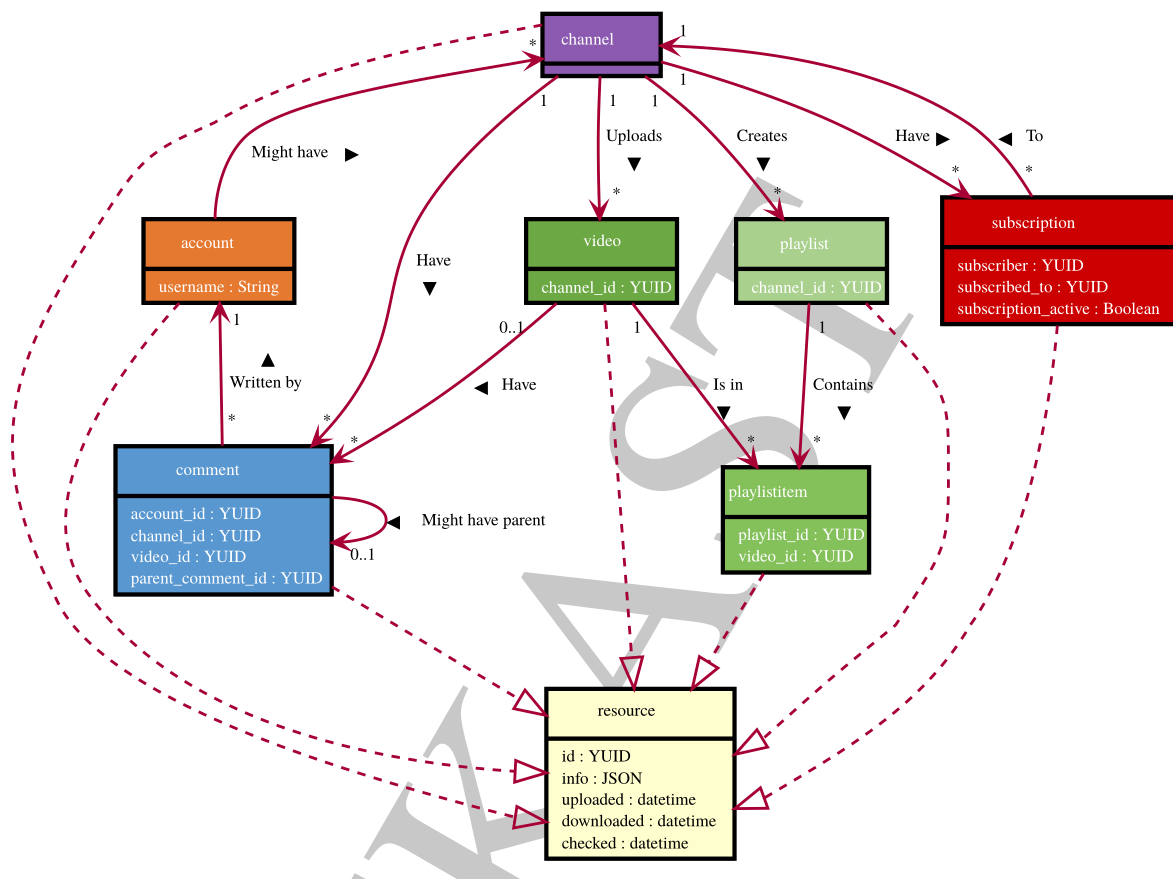 channel
*
1
1
1
1
1
Might have ►
Uploads
▼
Creates
▼
Have ►
◄ To
*
*
*
*
account
username : String
Have
▼
video
channel_id : YUID
playlist
channel_id : YUID
subscription
subscriber : YUID
subscribed_to : YUID
subscription_active : Boolean
1
▲
Written by
*
0..1
◄ Have
*
*
1
Is in
▼
*
1
Contains
▼
*
comment
account_id : YUID
channel_id : YUID
video_id : YUID
parent_comment_id : YUID
◄ Might have parent
0..1
playlistitem
playlist_id : YUID
video_id : YUID
resource
id : YUID
info : JSON
uploaded : datetime
downloaded : datetime
checked : datetime